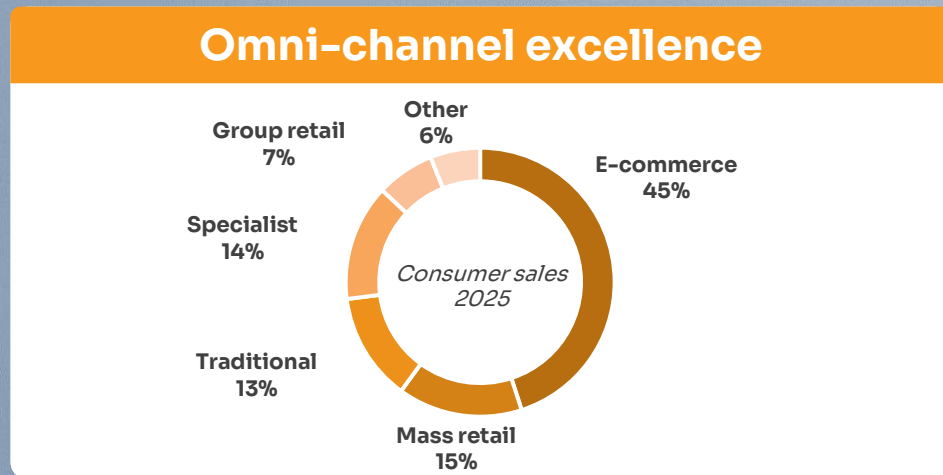 Omni-channel excellence
Other
6%
Group retail
7%
E-commerce
45%
Specialist
14%
Consumer sales
2025
Traditional
13%
Mass retail
15%